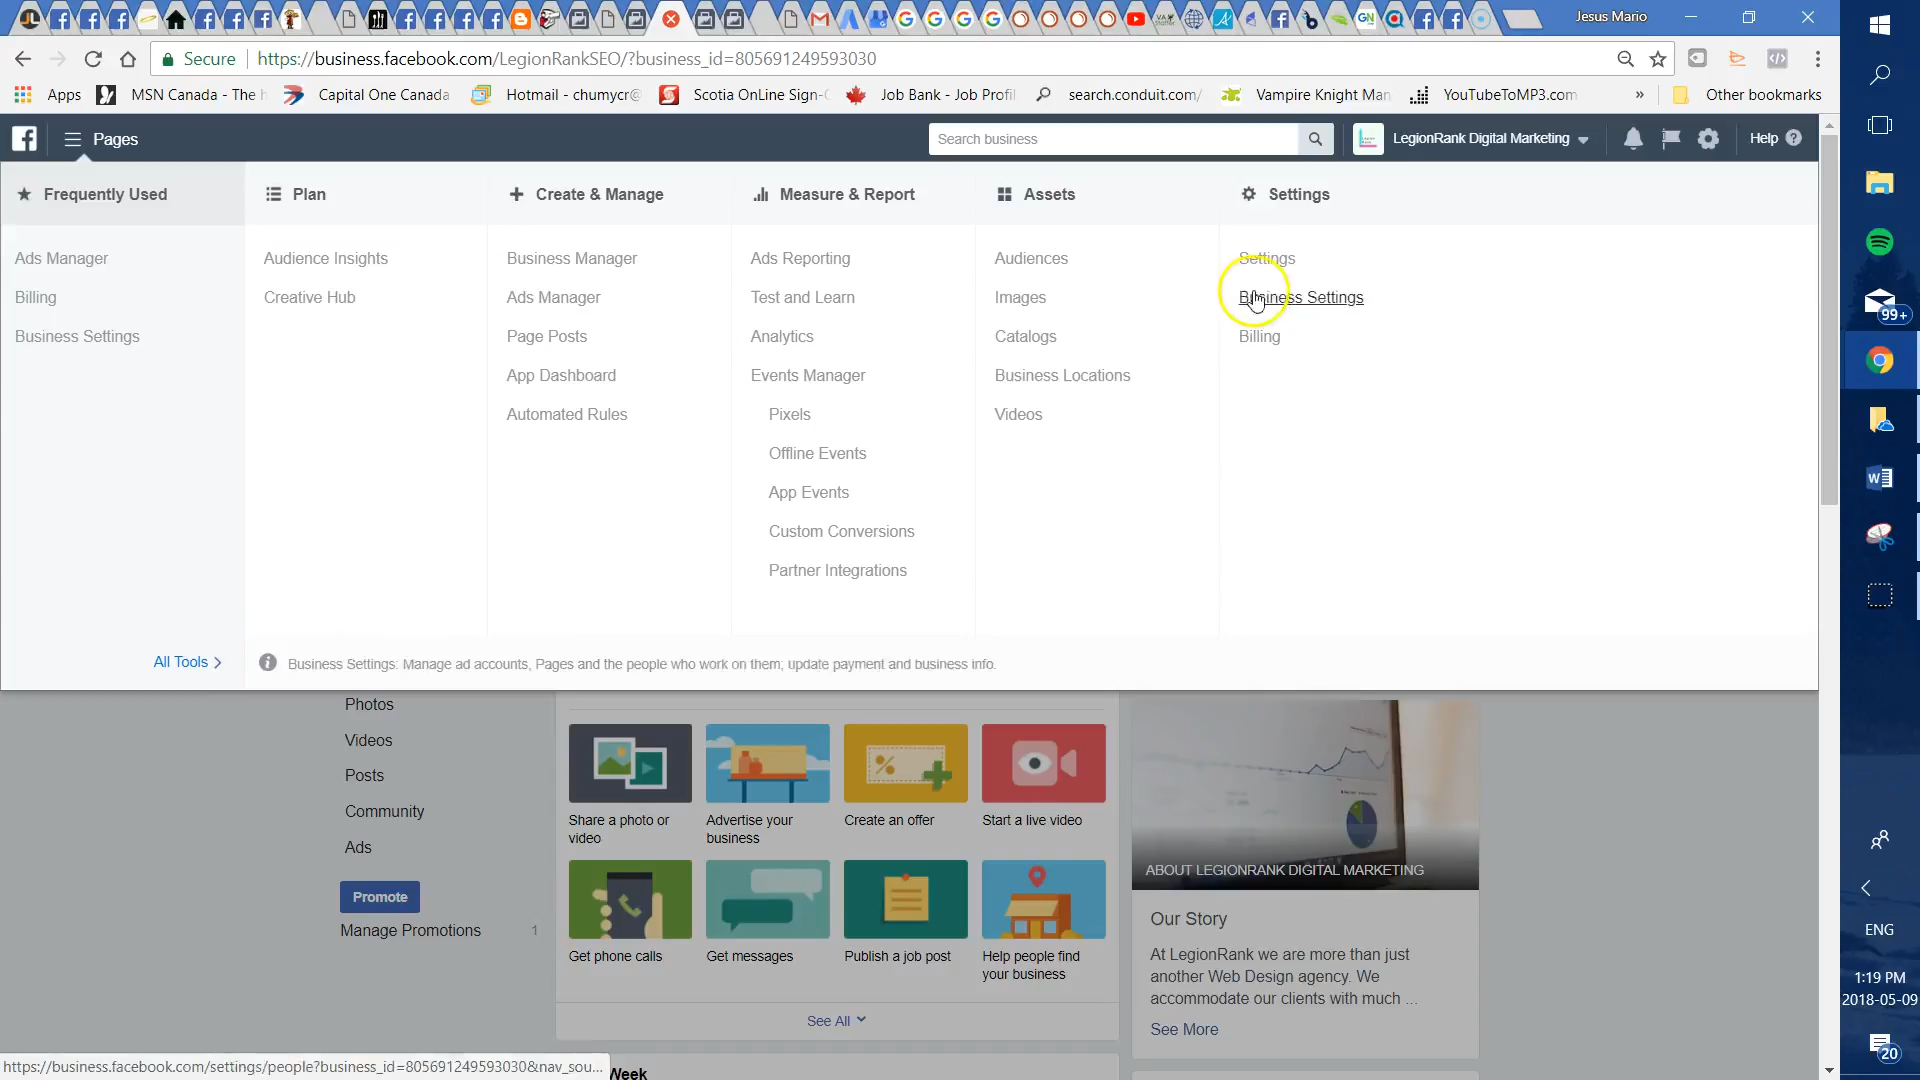 Jesus Mario
Secure
https://business.facebook.com/LegionRankSEO/?business_id=805691249593030
Apps
MSN Canada - The h
Capital One Canada
Hotmail - chumycr@
Scotia OnLine Sign-
Job Bank - Job Profil
search.conduit.com/
Vampire Knight Man
YouTubeToMP3.com
»
Other bookmarks
Pages
Search business
LegionRank Digital Marketing
Help
Frequently Used
Plan
Create & Manage
Measure & Report
Assets
Settings
Ads Manager
Audience Insights
Business Manager
Ads Reporting
Audiences
Settings
Billing
Creative Hub
Ads Manager
Test and Learn
Images
Business Settings
Business Settings
Page Posts
Analytics
Catalogs
Billing
App Dashboard
Events Manager
Business Locations
Automated Rules
Pixels
Videos
Offline Events
App Events
Custom Conversions
Partner Integrations
All Tools
Business Settings: Manage ad accounts, Pages and the people who work on them; update payment and business info.
Photos
Videos
Posts
Community
Ads
Promote
Manage Promotions 1
Share a photo or
video
Advertise your
business
Create an offer
Start a live video
Get phone calls
Get messages
Publish a job post
Help people find
your business
See All
Week
ABOUT LEGIONRANK DIGITAL MARKETING
Our Story
At LegionRank we are more than just
another Web Design agency. We
accommodate our clients with much ...
See More
https://business.facebook.com/settings/people?business_id=805691249593030&nav_sou...
99+
ENG
1:19 PM
2018-05-09
20